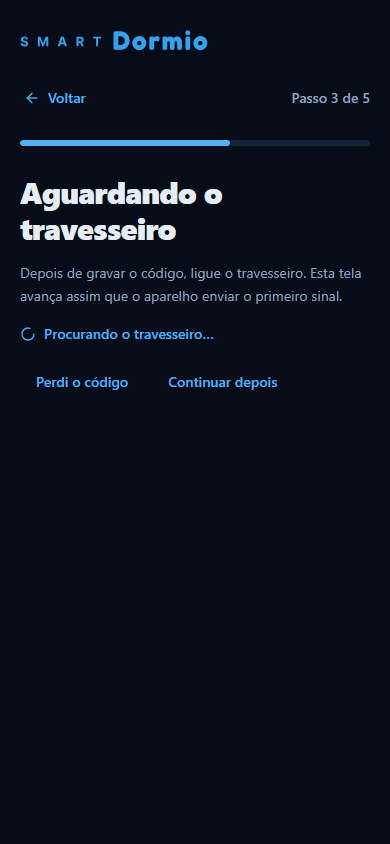 SMART Dormio
Voltar
Passo 3 de 5
Aguardando o
travesseiro
Depois de gravar o código, ligue o travesseiro. Esta tela
avança assim que o aparelho enviar o primeiro sinal.
Procurando o travesseiro...
Perdi o código
Continuar depois